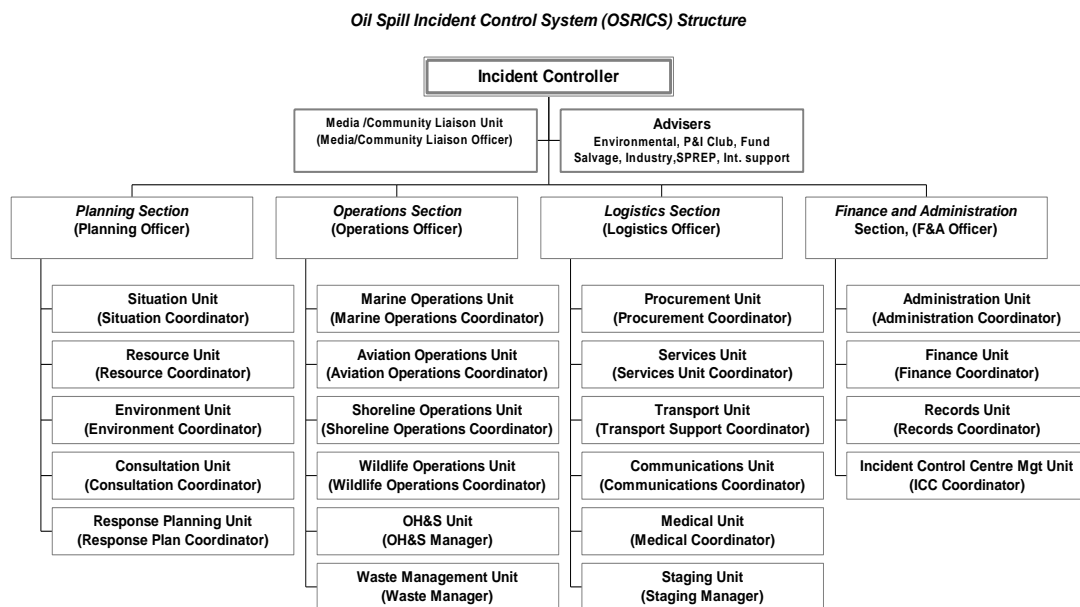 Oil Spill Incident Control System (OSRICS) Structure
Incident Controller
Media /Community Liaison Unit
(Media/Community Liaison Officer)
Advisers
Environmental, P&I Club, Fund
Salvage, Industry,SPREP, Int. support
Planning Section
(Planning Officer)
Situation Unit
(Situation Coordinator)
Resource Unit
(Resource Coordinator)
Environment Unit
(Environment Coordinator)
Consultation Unit
(Consultation Coordinator)
Response Planning Unit
(Response Plan Coordinator)
Operations Section
(Operations Officer)
Marine Operations Unit
(Marine Operations Coordinator)
Aviation Operations Unit
(Aviation Operations Coordinator)
Shoreline Operations Unit
(Shoreline Operations Coordinator)
Wildlife Operations Unit
(Wildlife Operations Coordinator)
OH&S Unit
(OH&S Manager)
Waste Management Unit
(Waste Manager)
Logistics Section
(Logistics Officer)
Procurement Unit
(Procurement Coordinator)
Services Unit
(Services Unit Coordinator)
Transport Unit
(Transport Support Coordinator)
Communications Unit
(Communications Coordinator)
Medical Unit
(Medical Coordinator)
Staging Unit
(Staging Manager)
Finance and Administration
Section, (F&A Officer)
Administration Unit
(Administration Coordinator)
Finance Unit
(Finance Coordinator)
Records Unit
(Records Coordinator)
Incident Control Centre Mgt Unit
(ICC Coordinator)